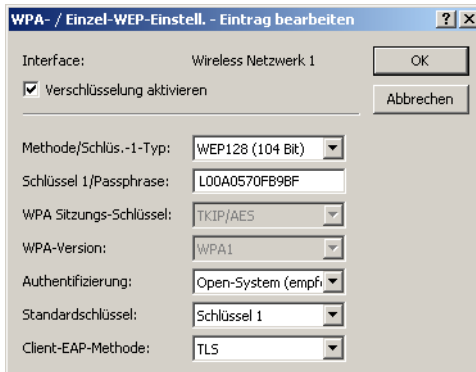 WPA- / Einzel-WEP-Einstell. - Eintrag bearbeiten
Interface: Wireless Netzwerk 1
OK
Verschlüsselung aktivieren
Abbrechen
Methode/Schlüs.-1-Typ: WEP128 (104 Bit)
Schlüssel 1/Passphrase: L00A0570FB9BF
WPA Sitzungs-Schlüssel: TKIP/AES
WPA-Version: WPA1
Authentifizierung: Open-System (empf
Standardschlüssel: Schlüssel 1
Client-EAP-Methode: TLS